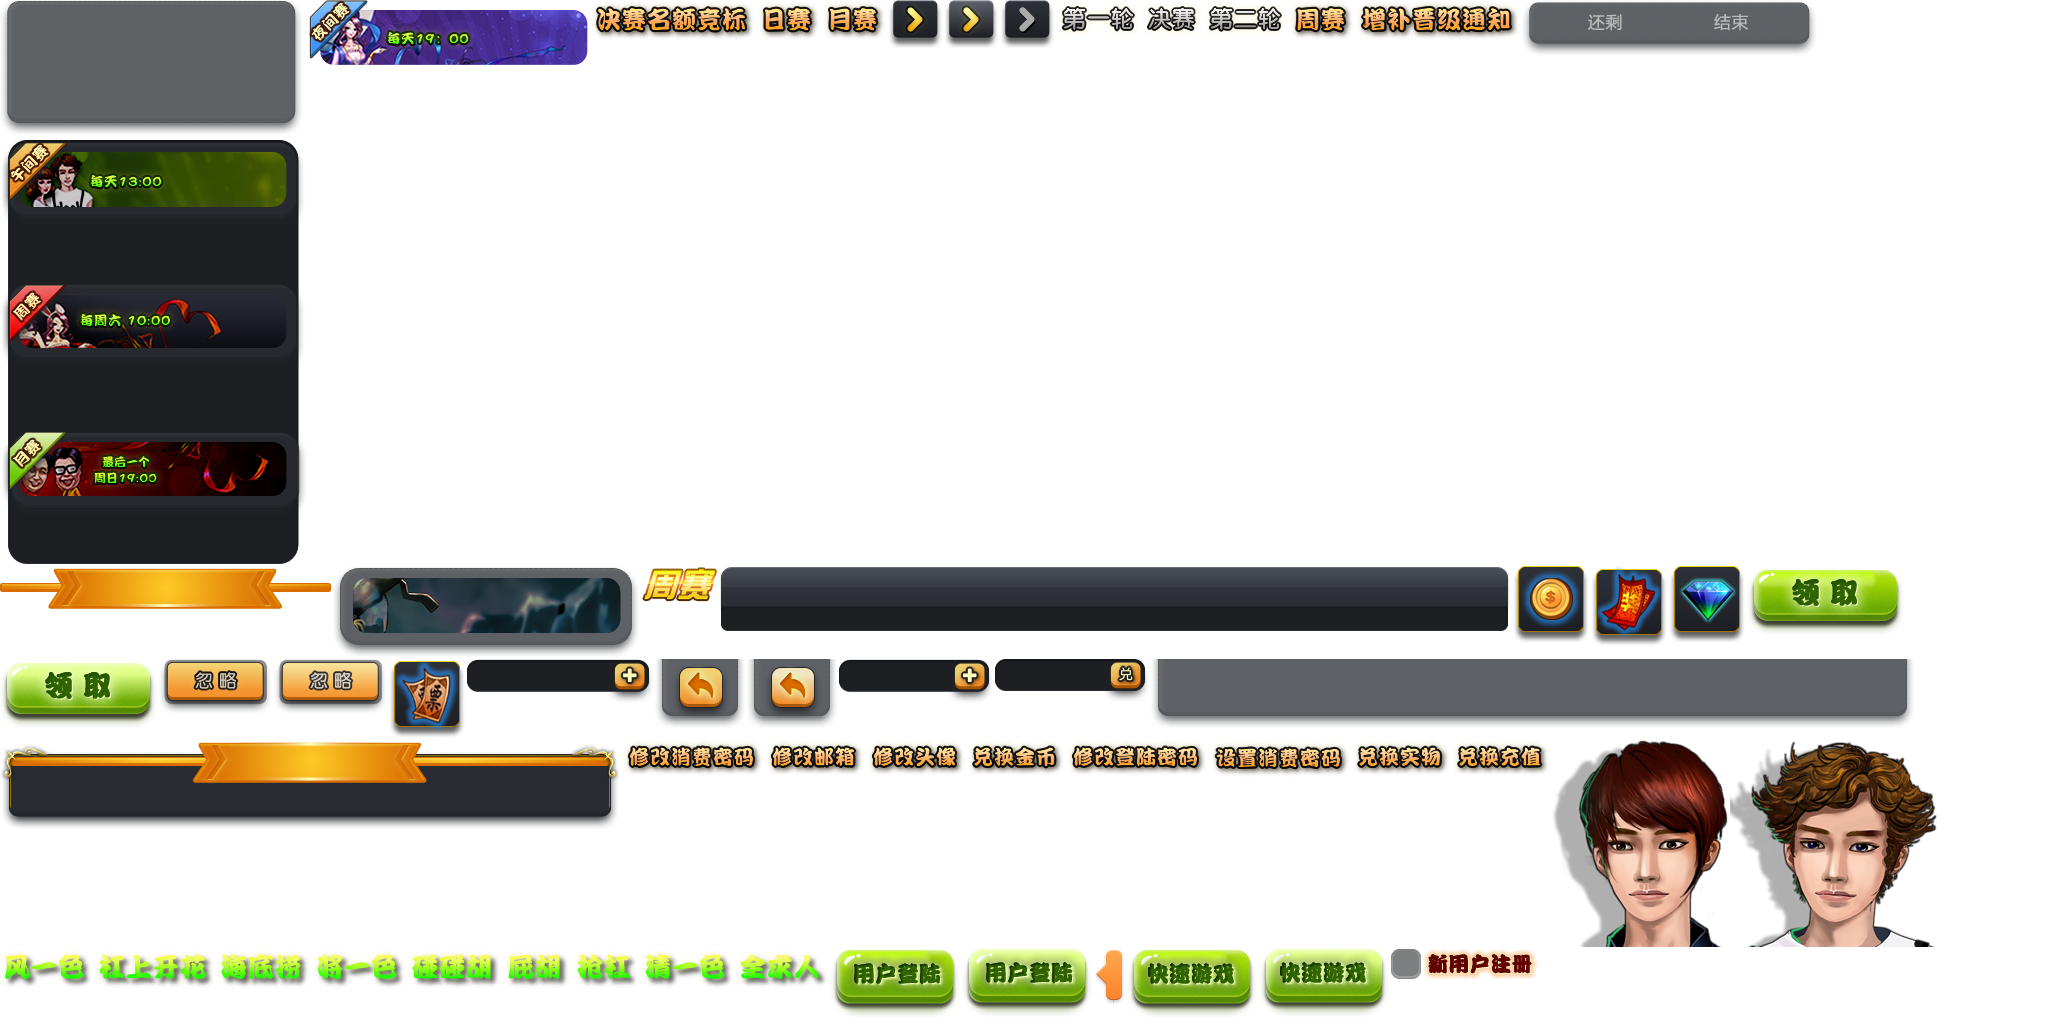 夜间赛
每天19：00
决赛名额竞标 日赛 月赛
第一轮 决赛 第二轮 周赛 增补晋级通知
还剩 结束
午间赛
每天13:00
周赛
每周六 10:00
月赛
最后一个
周日19:00
周赛
领取
领取
忽略
忽略
票
兑
修改消费密码 修改邮箱 修改头像 兑换金币 修改登陆密码 设置消费密码 兑换实物 兑换充值
风一色 杠上开花 海底捞 将一色 碰碰胡 屁胡 抢杠 清一色 全求人
用户登陆
用户登陆
快速游戏
快速游戏
新用户注册